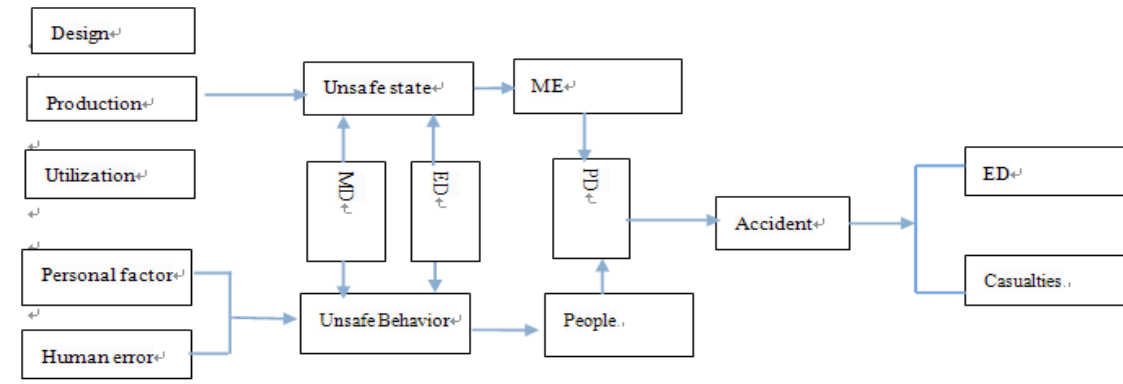 Design
Production
Utilization
Personal factor
Human error
Unsafe state
MD
ED
Unsafe Behavior
ME
PD
People.
Accident
ED
Casualties.